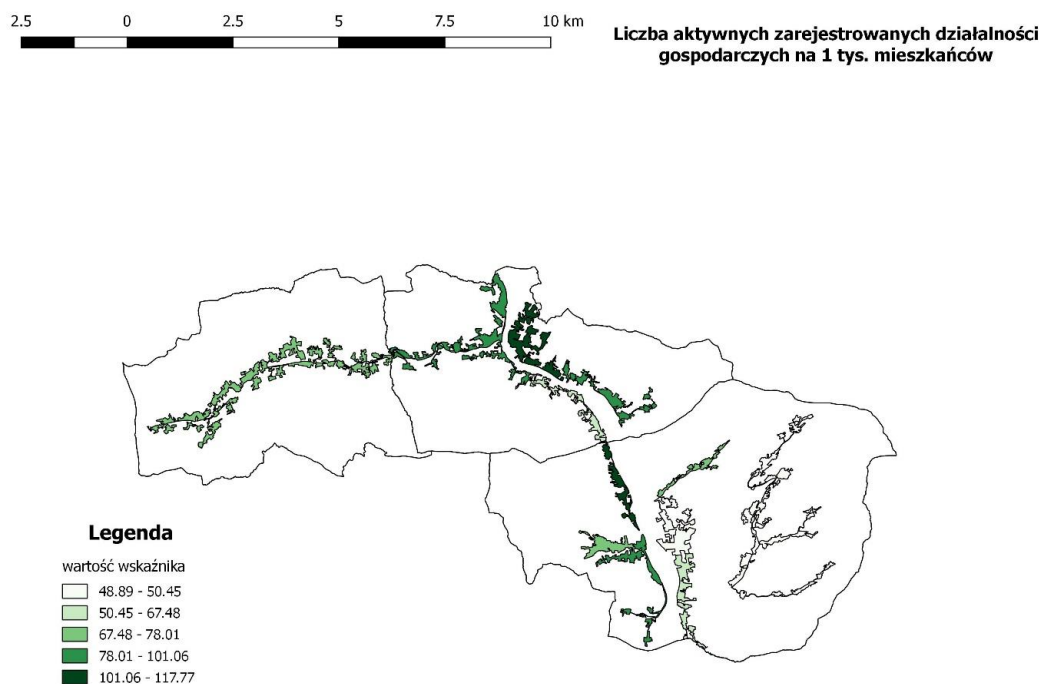 2.5 0 2.5 5 7.5 10 km
Liczba aktywnych zarejestrowanych działalności
gospodarczych na 1 tys. mieszkańców
Legenda
wartość wskaźnika
48.89 - 50.45
50.45 - 67.48
67.48 - 78.01
78.01 - 101.06
101.06 - 117.77